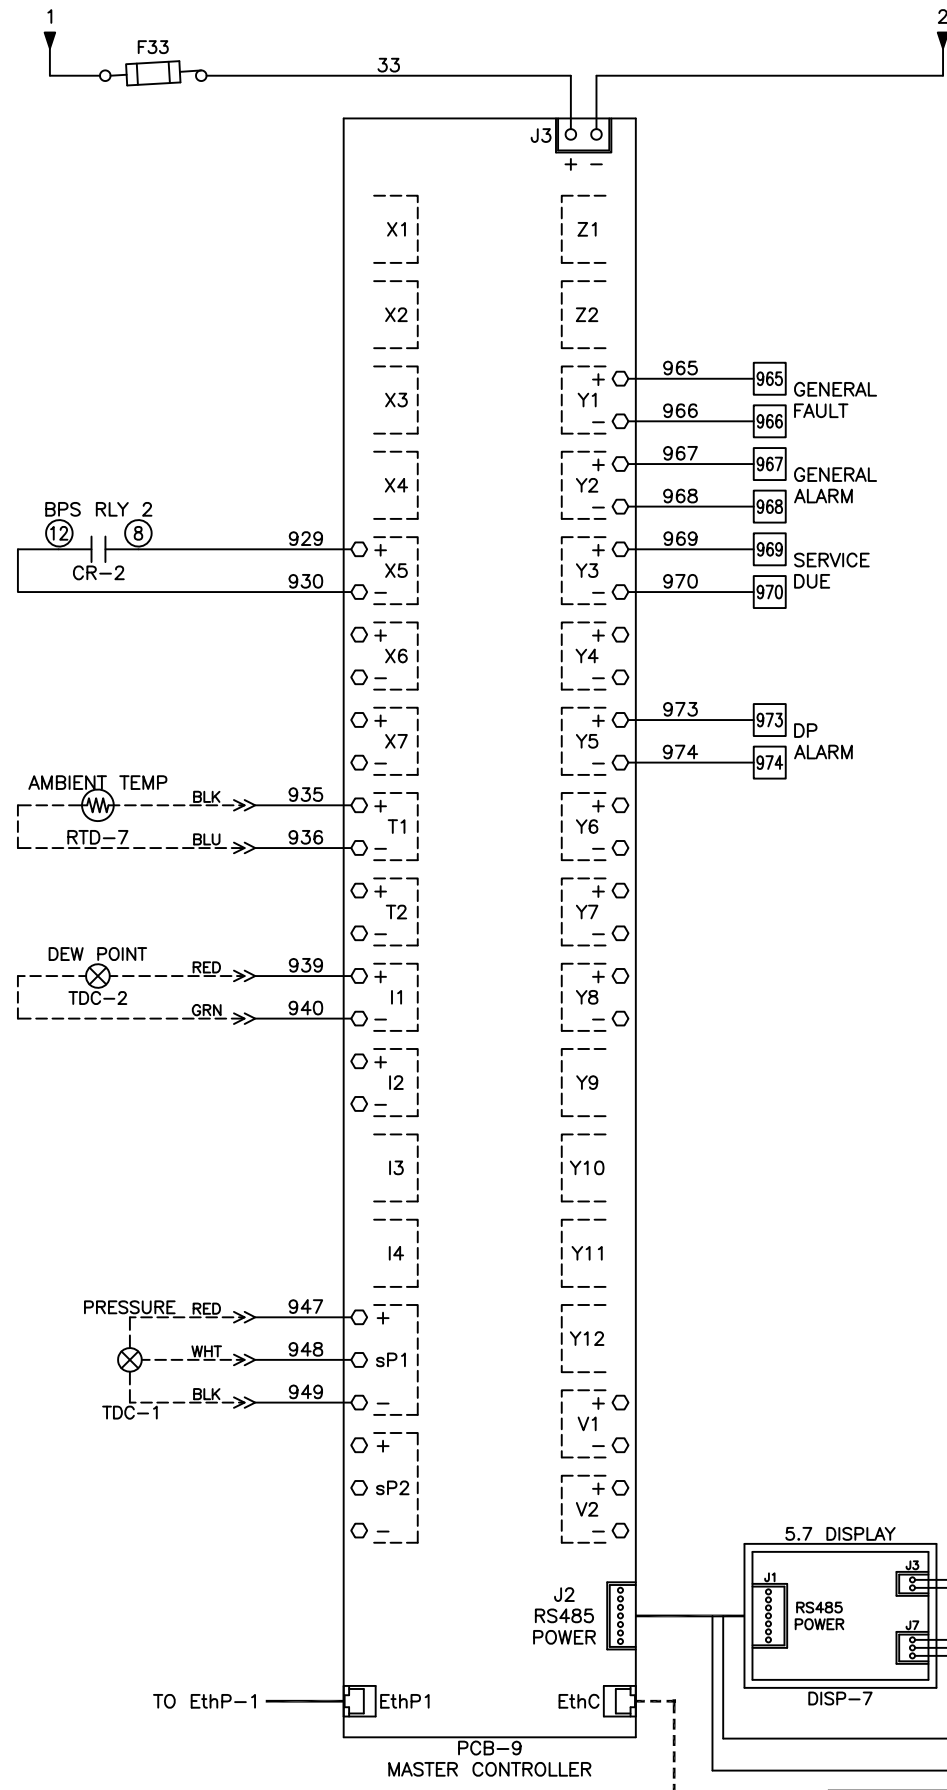 1
2
F33
33
J3
+ −
X1
Z1
X2
Z2
X3
+ Y1 −
965
965
GENERAL
FAULT
966
966
X4
+ Y2 −
967
967
GENERAL
ALARM
968
968
BPS RLY 2
12
8
CR−2
929
930
+ X5 −
+ Y3 −
969
969
SERVICE
DUE
970
970
+ X6 −
+ Y4 −
+ X7 −
+ Y5 −
973
973
DP
ALARM
974
974
AMBIENT TEMP
BLK
935
RTD−7
BLU
936
+ T1 −
+ Y6 −
+ T2 −
+ Y7 −
DEW POINT
RED
939
TDC−2
GRN
940
+ I1 −
+ Y8 −
+ I2 −
Y9
I3
Y10
I4
Y11
PRESSURE
RED
947
WHT
948
BLK
949
TDC−1
+ sP1 −
Y12
+ V1 −
+ sP2 −
+ V2 −
J2
RS485
POWER
5.7 DISPLAY
J1
RS485
POWER
J3
J7
DISP−7
TO EthP−1
EthP1
EthC
PCB−9
MASTER CONTROLLER